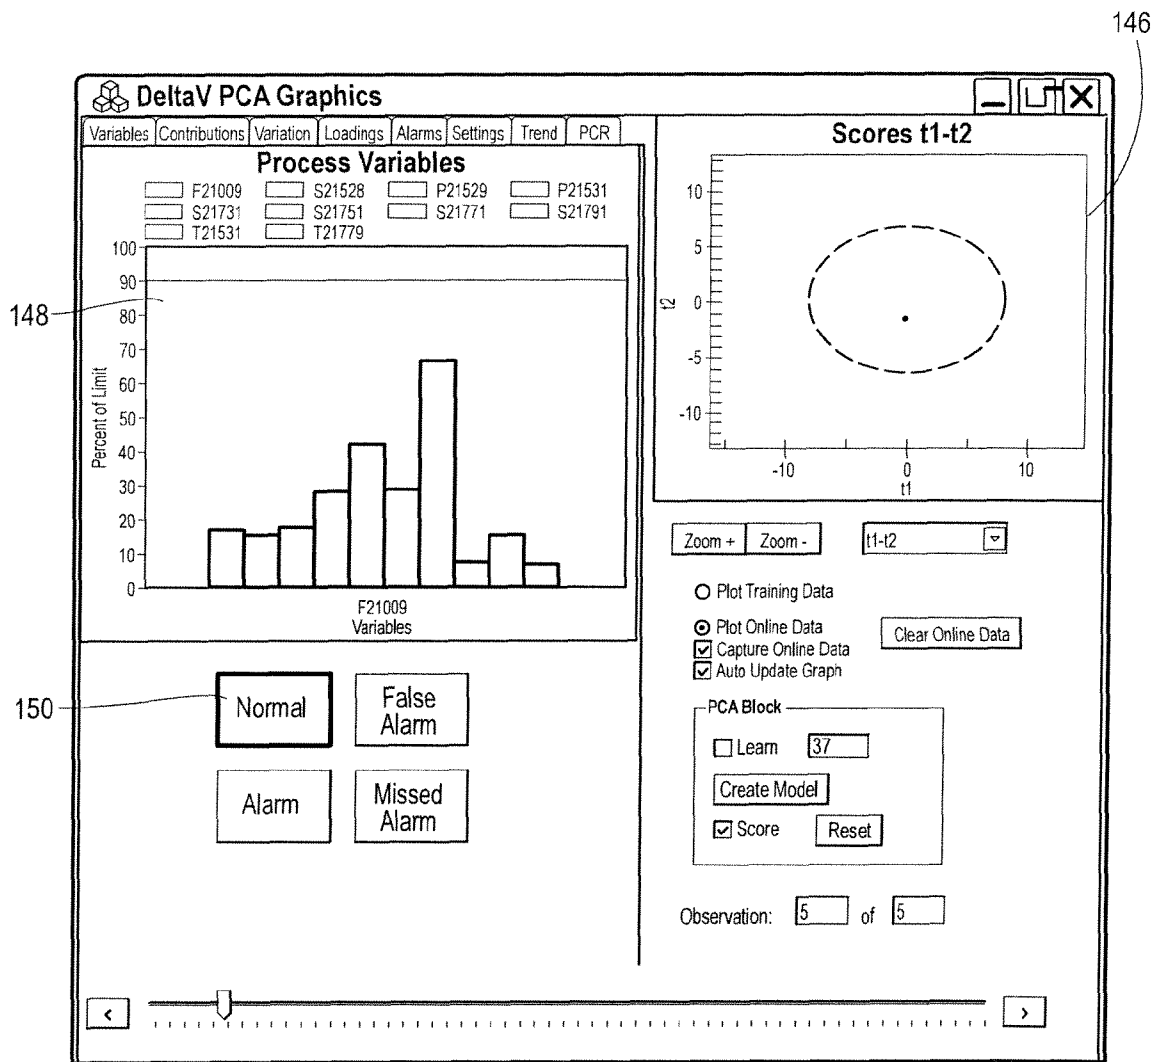 146
DeltaV PCA Graphics
Variables Contributions Variation Loadings Alarms Settings Trend PCR
Process Variables
F21009 S21528 P21529 P21531
S21731 S21751 S21771 S21791
T21531 T21779
100
90
80
70
60
50
40
30
20
10
0
Percent of Limit
F21009
Variables
148
Scores t1-t2
10
5
0
-5
-10
t2
-10 0 10
t1
Zoom + Zoom - t1-t2
Plot Training Data
Plot Online Data
Capture Online Data
Auto Update Graph
Clear Online Data
PCA Block
Learn 37
Create Model
Score Reset
Observation: 5 of 5
150
Normal
False
Alarm
Alarm
Missed
Alarm
< >